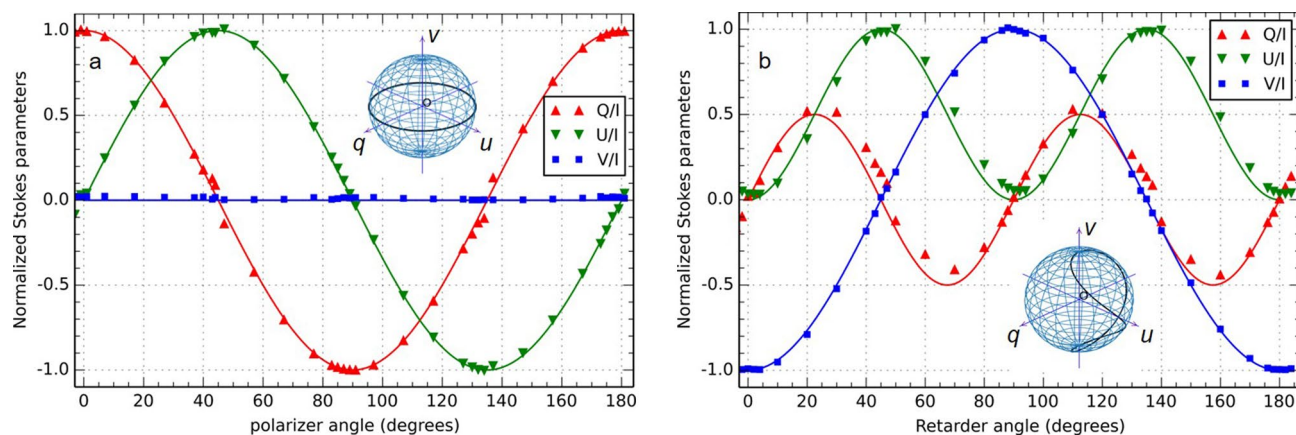 1.0
0.5
0.0
-0.5
-1.0
Normalized Stokes parameters
a
v
q
u
Q/I
U/I
V/I
0 20 40 60 80 100 120 140 160 180
polarizer angle (degrees)
1.0
0.5
0.0
-0.5
-1.0
Normalized Stokes parameters
b
Q/I
U/I
V/I
v
q
u
0 20 40 60 80 100 120 140 160 180
Retarder angle (degrees)